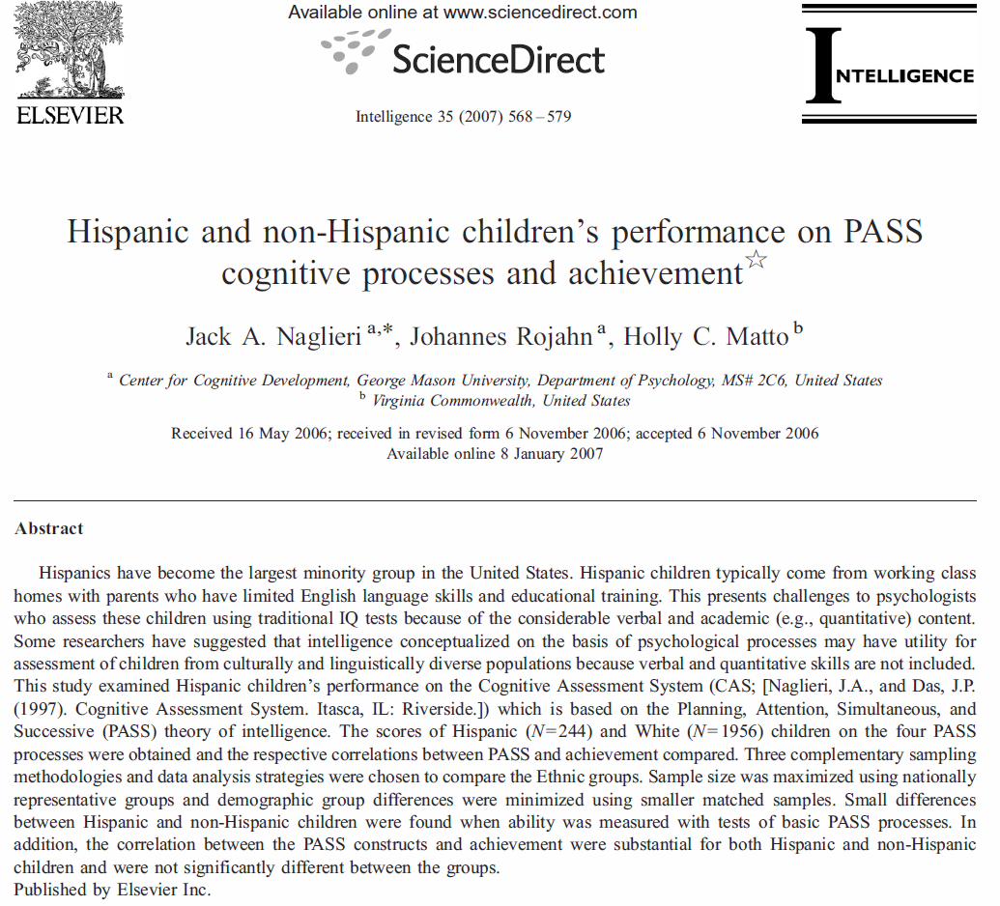 Available online at www.sciencedirect.com
ScienceDirect
ELSEVIER
INTELLIGENCE
Intelligence 35 (2007) 568–579
Hispanic and non-Hispanic children's performance on PASS
cognitive processes and achievement☆
Jack A. Naglieri a,*, Johannes Rojahn a, Holly C. Matto b
a Center for Cognitive Development, George Mason University, Department of Psychology, MS# 2C6, United States
b Virginia Commonwealth, United States
Received 16 May 2006; received in revised form 6 November 2006; accepted 6 November 2006
Available online 8 January 2007
Abstract
Hispanics have become the largest minority group in the United States. Hispanic children typically come from working class
homes with parents who have limited English language skills and educational training. This presents challenges to psychologists
who assess these children using traditional IQ tests because of the considerable verbal and academic (e.g., quantitative) content.
Some researchers have suggested that intelligence conceptualized on the basis of psychological processes may have utility for
assessment of children from culturally and linguistically diverse populations because verbal and quantitative skills are not included.
This study examined Hispanic children's performance on the Cognitive Assessment System (CAS; [Naglieri, J.A., and Das, J.P.
(1997). Cognitive Assessment System. Itasca, IL: Riverside.]) which is based on the Planning, Attention, Simultaneous, and
Successive (PASS) theory of intelligence. The scores of Hispanic (N=244) and White (N=1956) children on the four PASS
processes were obtained and the respective correlations between PASS and achievement compared. Three complementary sampling
methodologies and data analysis strategies were chosen to compare the Ethnic groups. Sample size was maximized using nationally
representative groups and demographic group differences were minimized using smaller matched samples. Small differences
between Hispanic and non-Hispanic children were found when ability was measured with tests of basic PASS processes. In
addition, the correlation between the PASS constructs and achievement were substantial for both Hispanic and non-Hispanic
children and were not significantly different between the groups.
Published by Elsevier Inc.